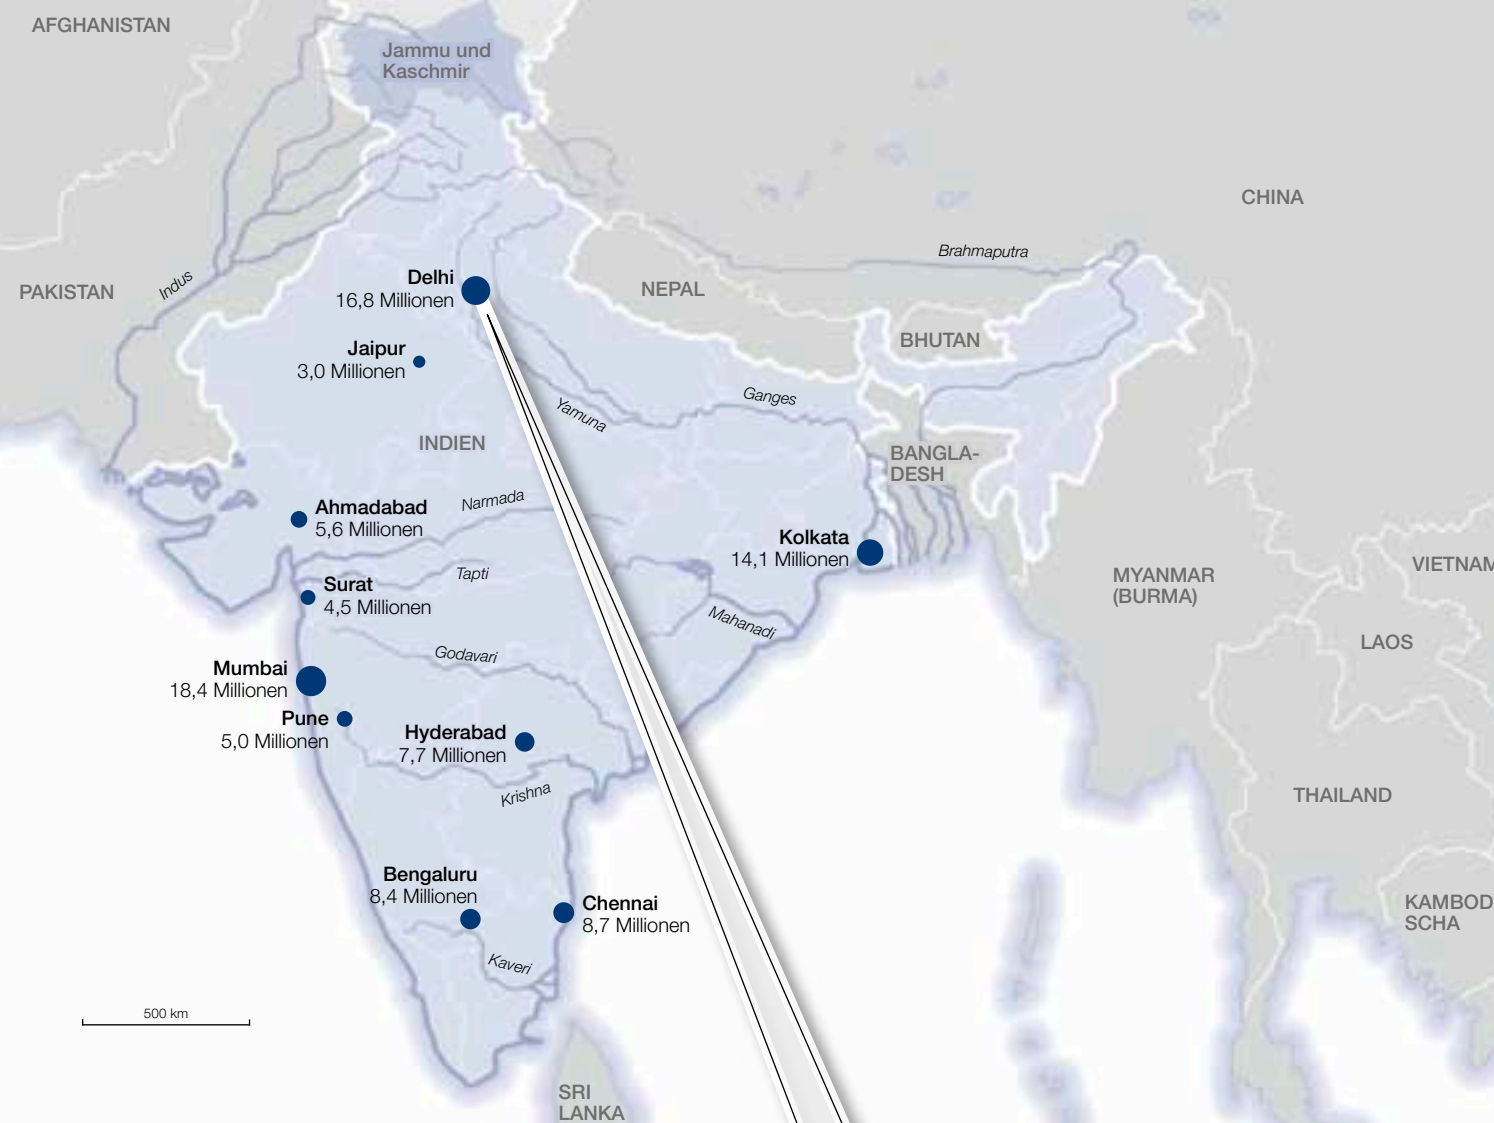 AFGHANISTAN
Jammu und
Kaschmir
CHINA
Brahmaputra
PAKISTAN
Indus
Delhi
16,8 Millionen
NEPAL
BHUTAN
Jaipur
3,0 Millionen
Ganges
Yamuna
INDIEN
BANGLA-
DESH
Narmada
Ahmadabad
5,6 Millionen
Kolkata
14,1 Millionen
VIETNAM
Tapti
MYANMAR
(BURMA)
Surat
4,5 Millionen
Mahanadi
LAOS
Godavari
Mumbai
18,4 Millionen
Pune
5,0 Millionen
Hyderabad
7,7 Millionen
Krishna
THAILAND
Bengaluru
8,4 Millionen
Chennai
8,7 Millionen
KAMBOD
SCHA
Kaveri
500 km
SRI
LANKA